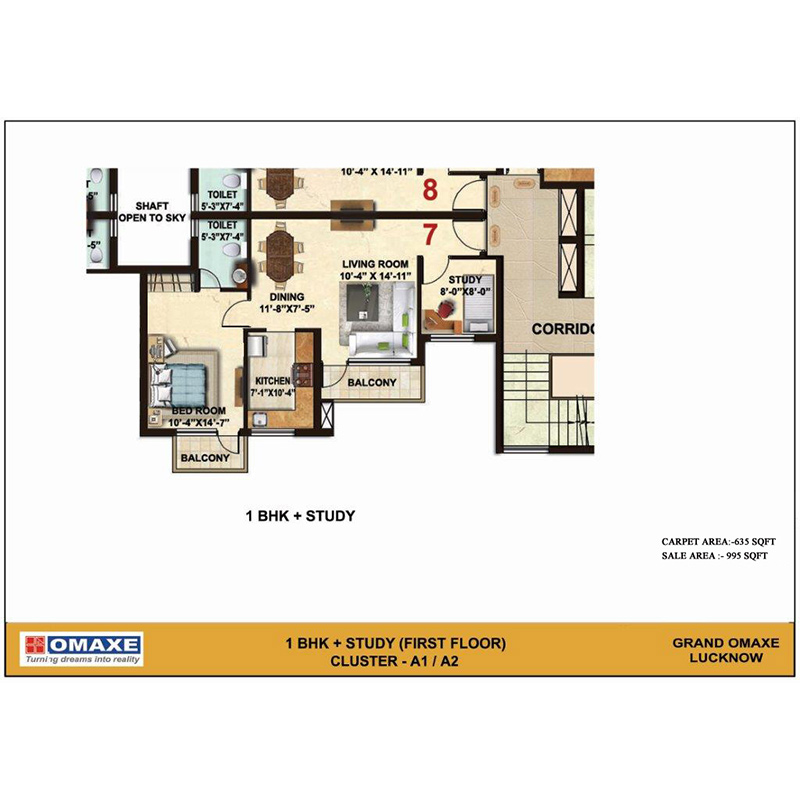 10'-4" X 14'-11"
8
TOILET
5'-3"X7'-4"
SHAFT
OPEN TO SKY
TOILET
5'-3"X7'-4"
7
LIVING ROOM
10'-4" X 14'-11"
STUDY
8'-0"X8'-0"
DINING
11'-8"X7'-5"
CORRIDO
KITCHEN
7'-1"X10'-4"
BALCONY
BED ROOM
10'-4"X14'-7"
BALCONY
1 BHK + STUDY
CARPET AREA:-635 SQFT
SALE AREA :- 995 SQFT
OMAXE
Turning dreams into reality
1 BHK + STUDY (FIRST FLOOR)
CLUSTER - A1 / A2
GRAND OMAXE
LUCKNOW